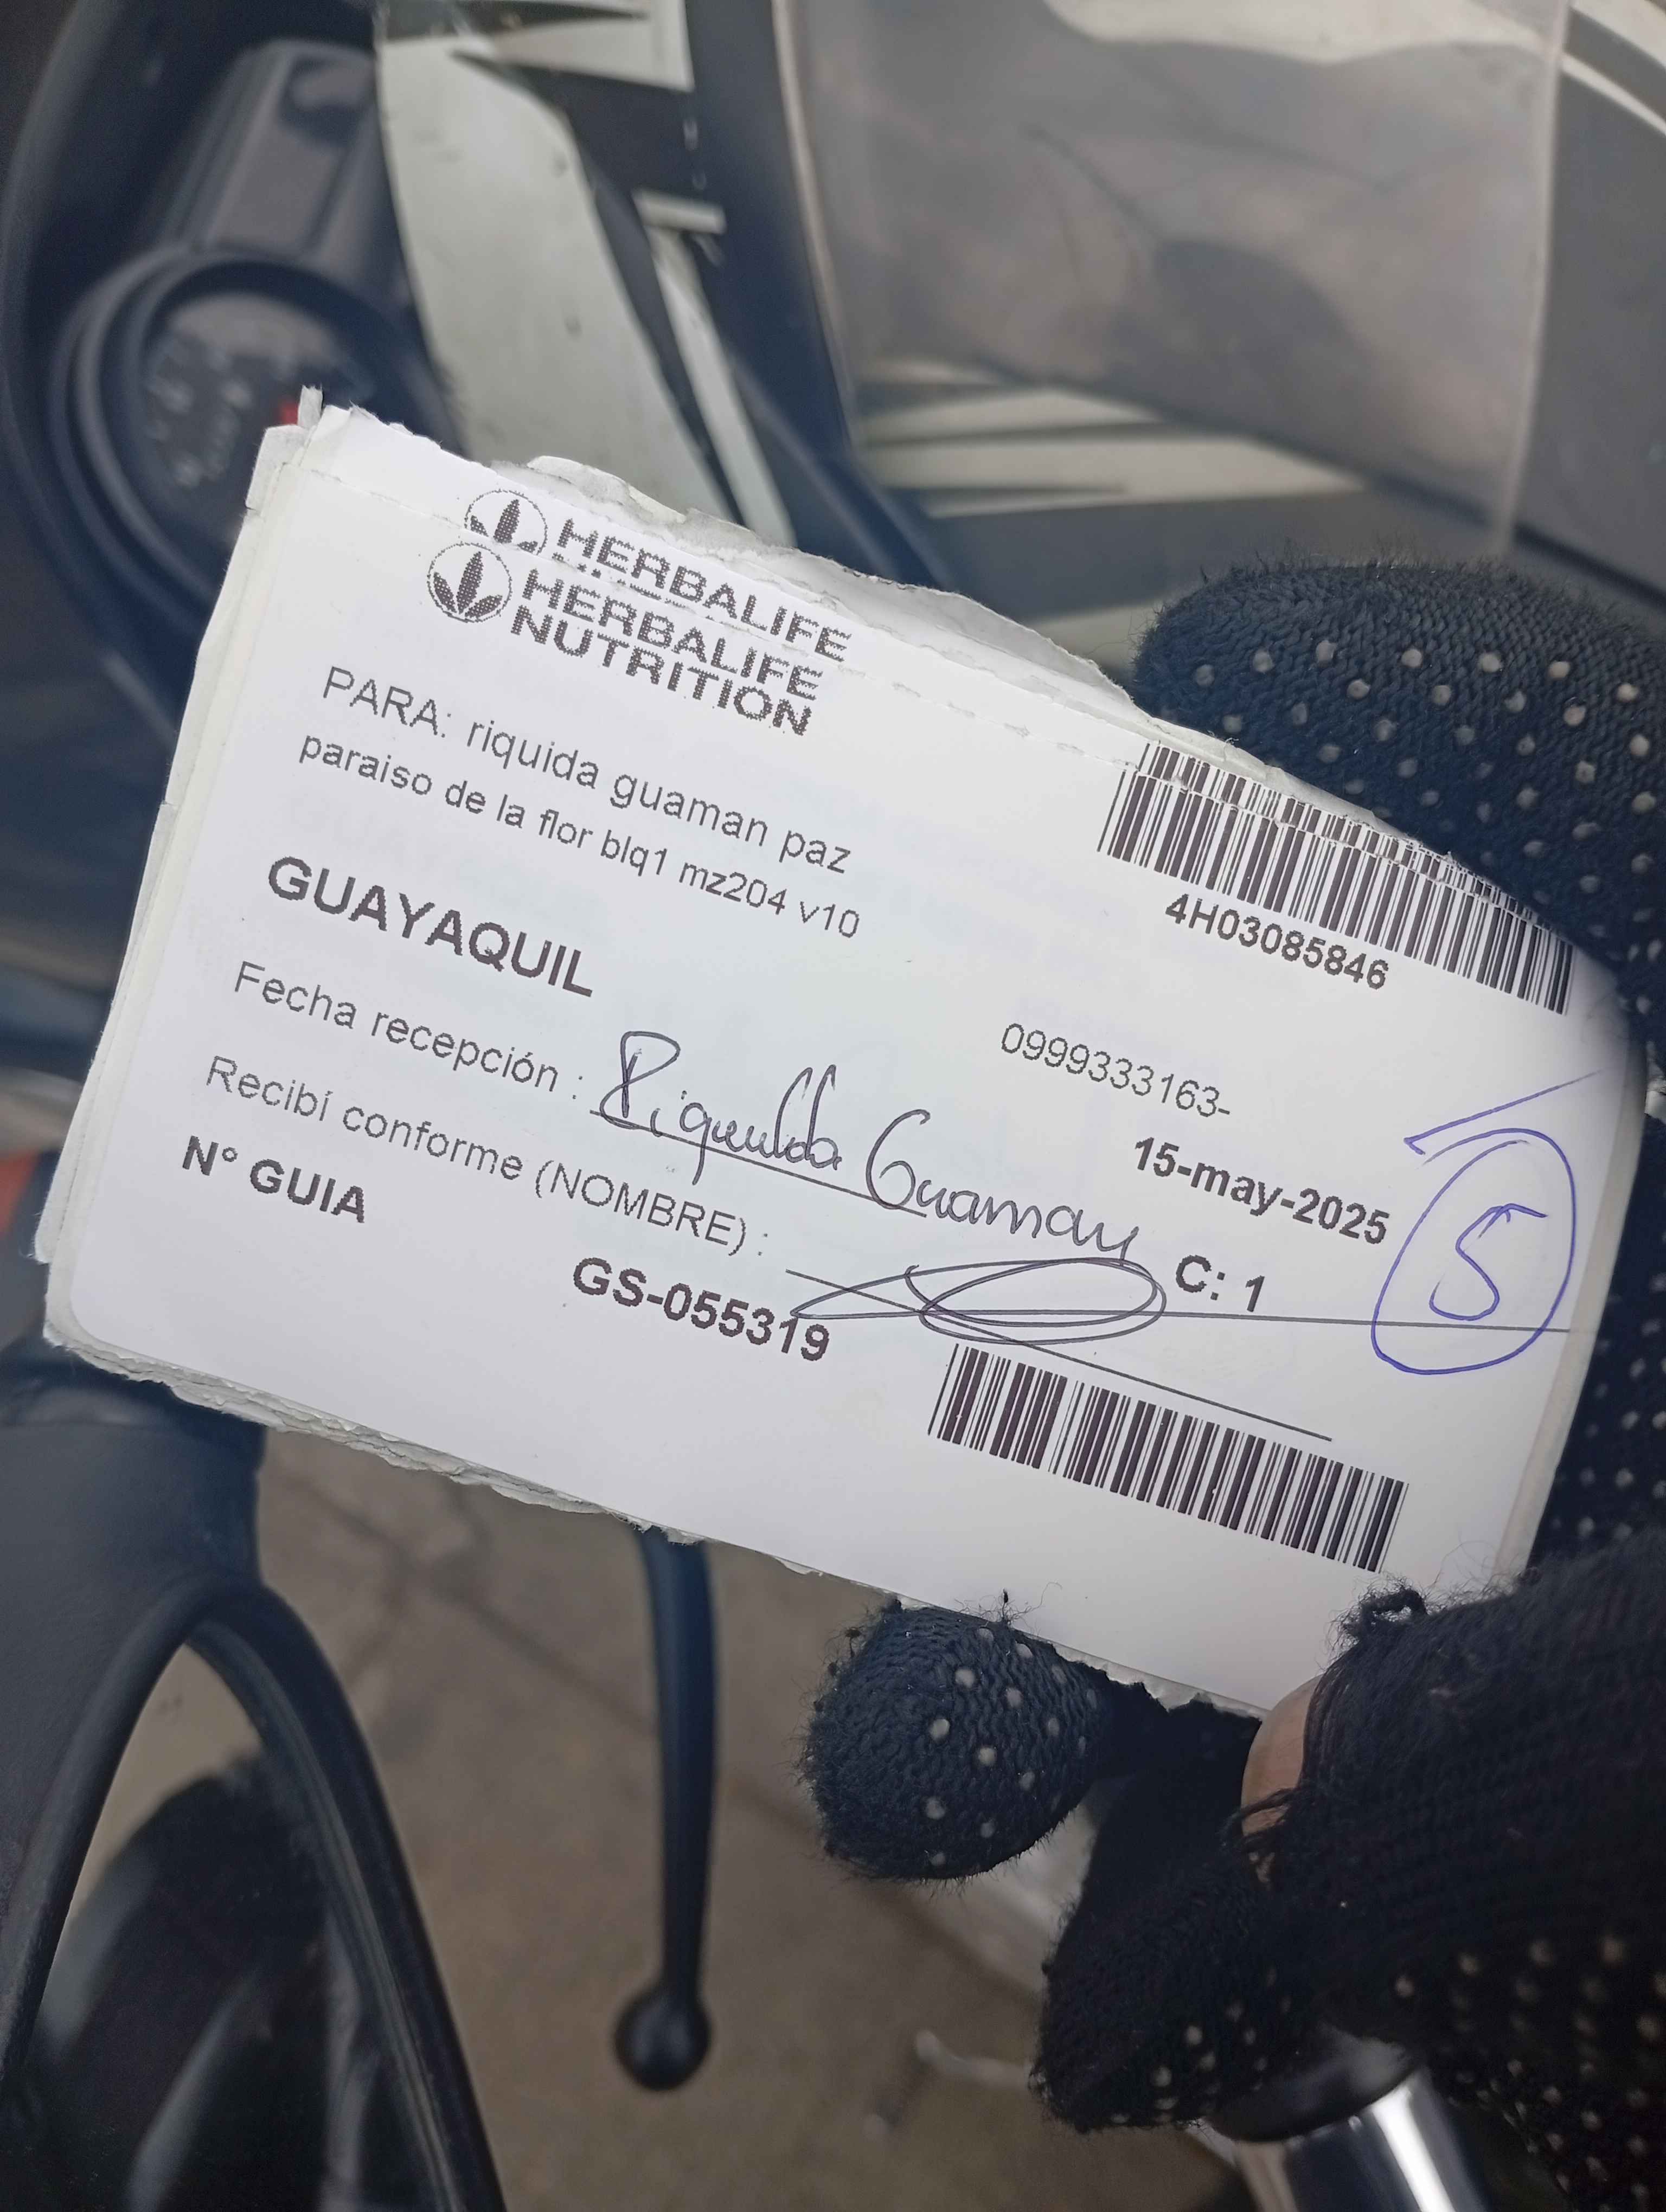 HERBALIFE
HERBALIFE
NUTRITION
PARA: riquida guaman paz
paraiso de la flor blq1 mz204 v10
4H03085846
GUAYAQUIL
0999333163-
Fecha recepción : Riquilda Guaman
15-may-2025
Recibí conforme (NOMBRE) :
C: 1
5
N° GUIA
GS-055319